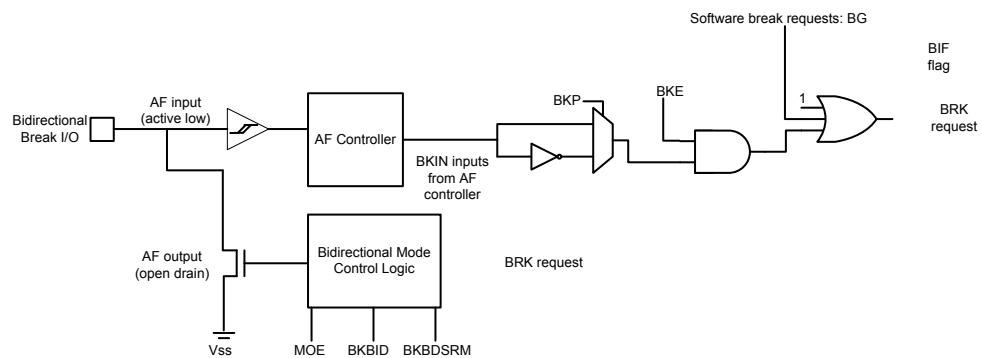 Software break requests: BG
BIF
flag
BKP
BKE
1
BRK
request
Bidirectional
Break I/O
AF input
(active low)
AF Controller
BKIN inputs
from AF
controller
AF output
(open drain)
Bidirectional Mode
Control Logic
BRK request
Vss
MOE
BKBID
BKBDSRM